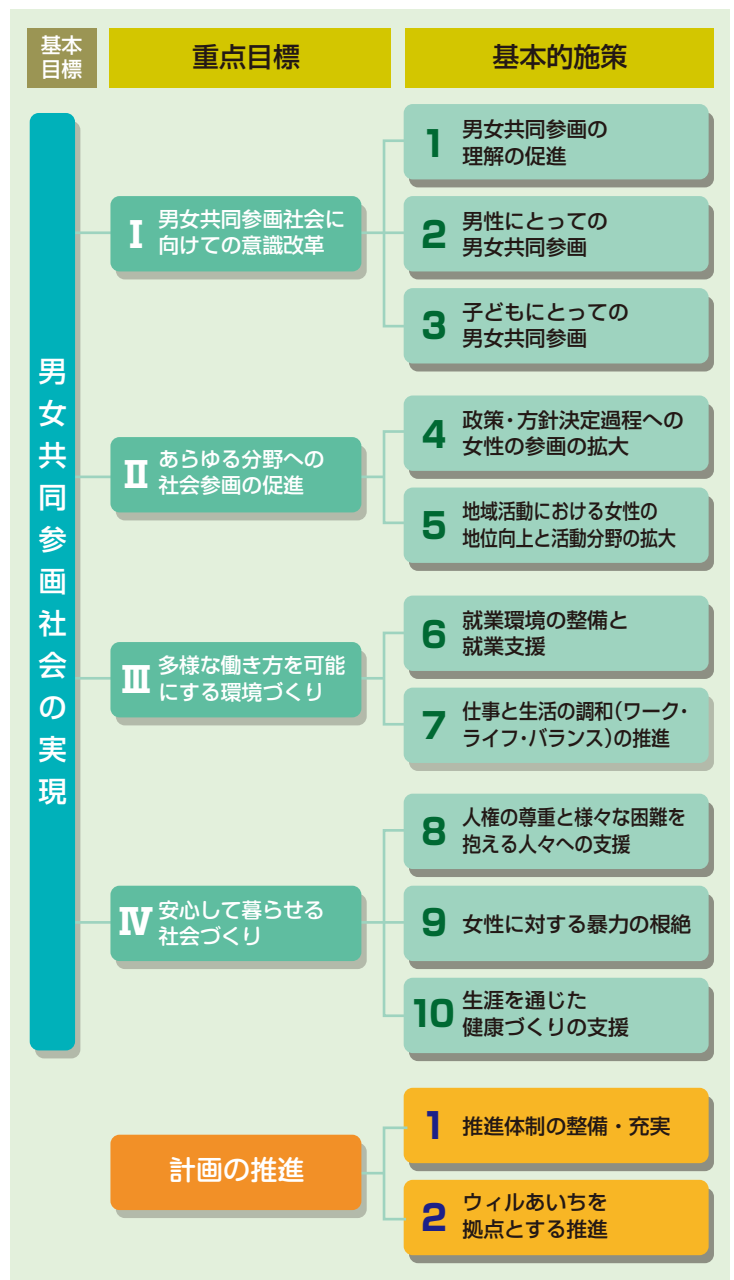 基本
目標
重点目標
基本的施策
男女共同参画社会の実現
Ⅰ 男女共同参画社会に
向けての意識改革
1 男女共同参画の
理解の促進
2 男性にとっての
男女共同参画
3 子どもにとっての
男女共同参画
Ⅱ あらゆる分野への
社会参画の促進
4 政策・方針決定過程への
女性の参画の拡大
5 地域活動における女性の
地位向上と活動分野の拡大
Ⅲ 多様な働き方を可能
にする環境づくり
6 就業環境の整備と
就業支援
7 仕事と生活の調和(ワーク・
ライフ・バランス)の推進
Ⅳ 安心して暮らせる
社会づくり
8 人権の尊重と様々な困難を
抱える人々への支援
9 女性に対する暴力の根絶
10 生涯を通じた
健康づくりの支援
計画の推進
1 推進体制の整備・充実
2 ウィルあいちを
拠点とする推進